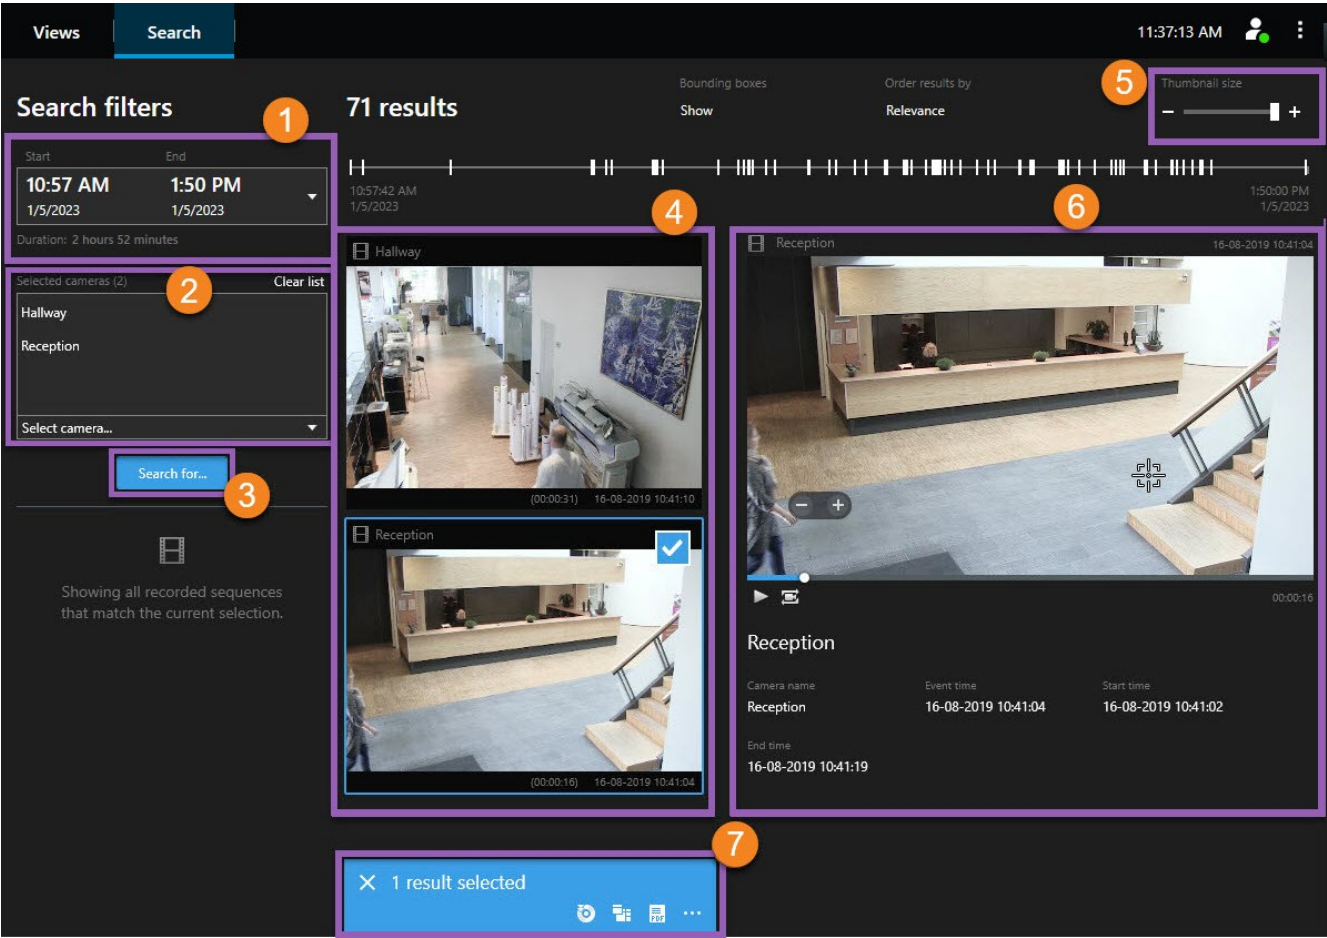 Views
Search
11:37:13 AM
Search filters
1
71 results
Bounding boxes
Show
Order results by
Relevance
5
Thumbnail size
− +
Start
End
10:57 AM
1:50 PM
1/5/2023
1/5/2023
Duration: 2 hours 52 minutes
10:57:42 AM
1/5/2023
1:50:00 PM
1/5/2023
2
Selected cameras (2)
Clear list
Hallway
Reception
Select camera...
Search for...
3
Showing all recorded sequences
that match the current selection.
4
Hallway
(00:00:31) 16-08-2019 10:41:10
Reception
(00:00:16) 16-08-2019 10:41:04
6
Reception
16-08-2019 10:41:04
− +
00:00:16
Reception
Camera name
Reception
Event time
16-08-2019 10:41:04
Start time
16-08-2019 10:41:02
End time
16-08-2019 10:41:19
7
1 result selected
PDF